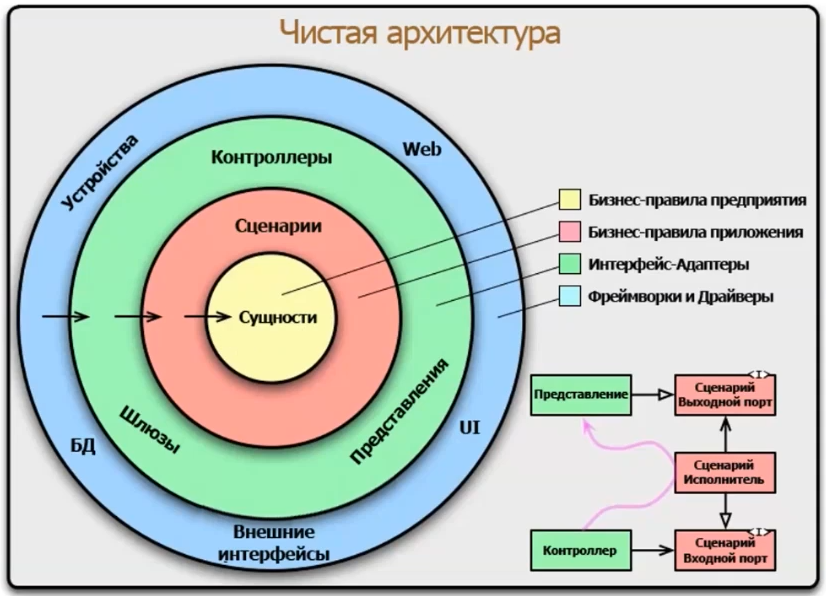 Чистая архитектура
Устройства
Web
Контроллеры
Сценарии
Сущности
Шлюзы
Представления
БД
UI
Внешние
интерфейсы
Бизнес-правила предприятия
Бизнес-правила приложения
Интерфейс-Адаптеры
Фреймворки и Драйверы
Представление
<I>
Сценарий
Выходной порт
Сценарий
Исполнитель
Контроллер
<I>
Сценарий
Входной порт